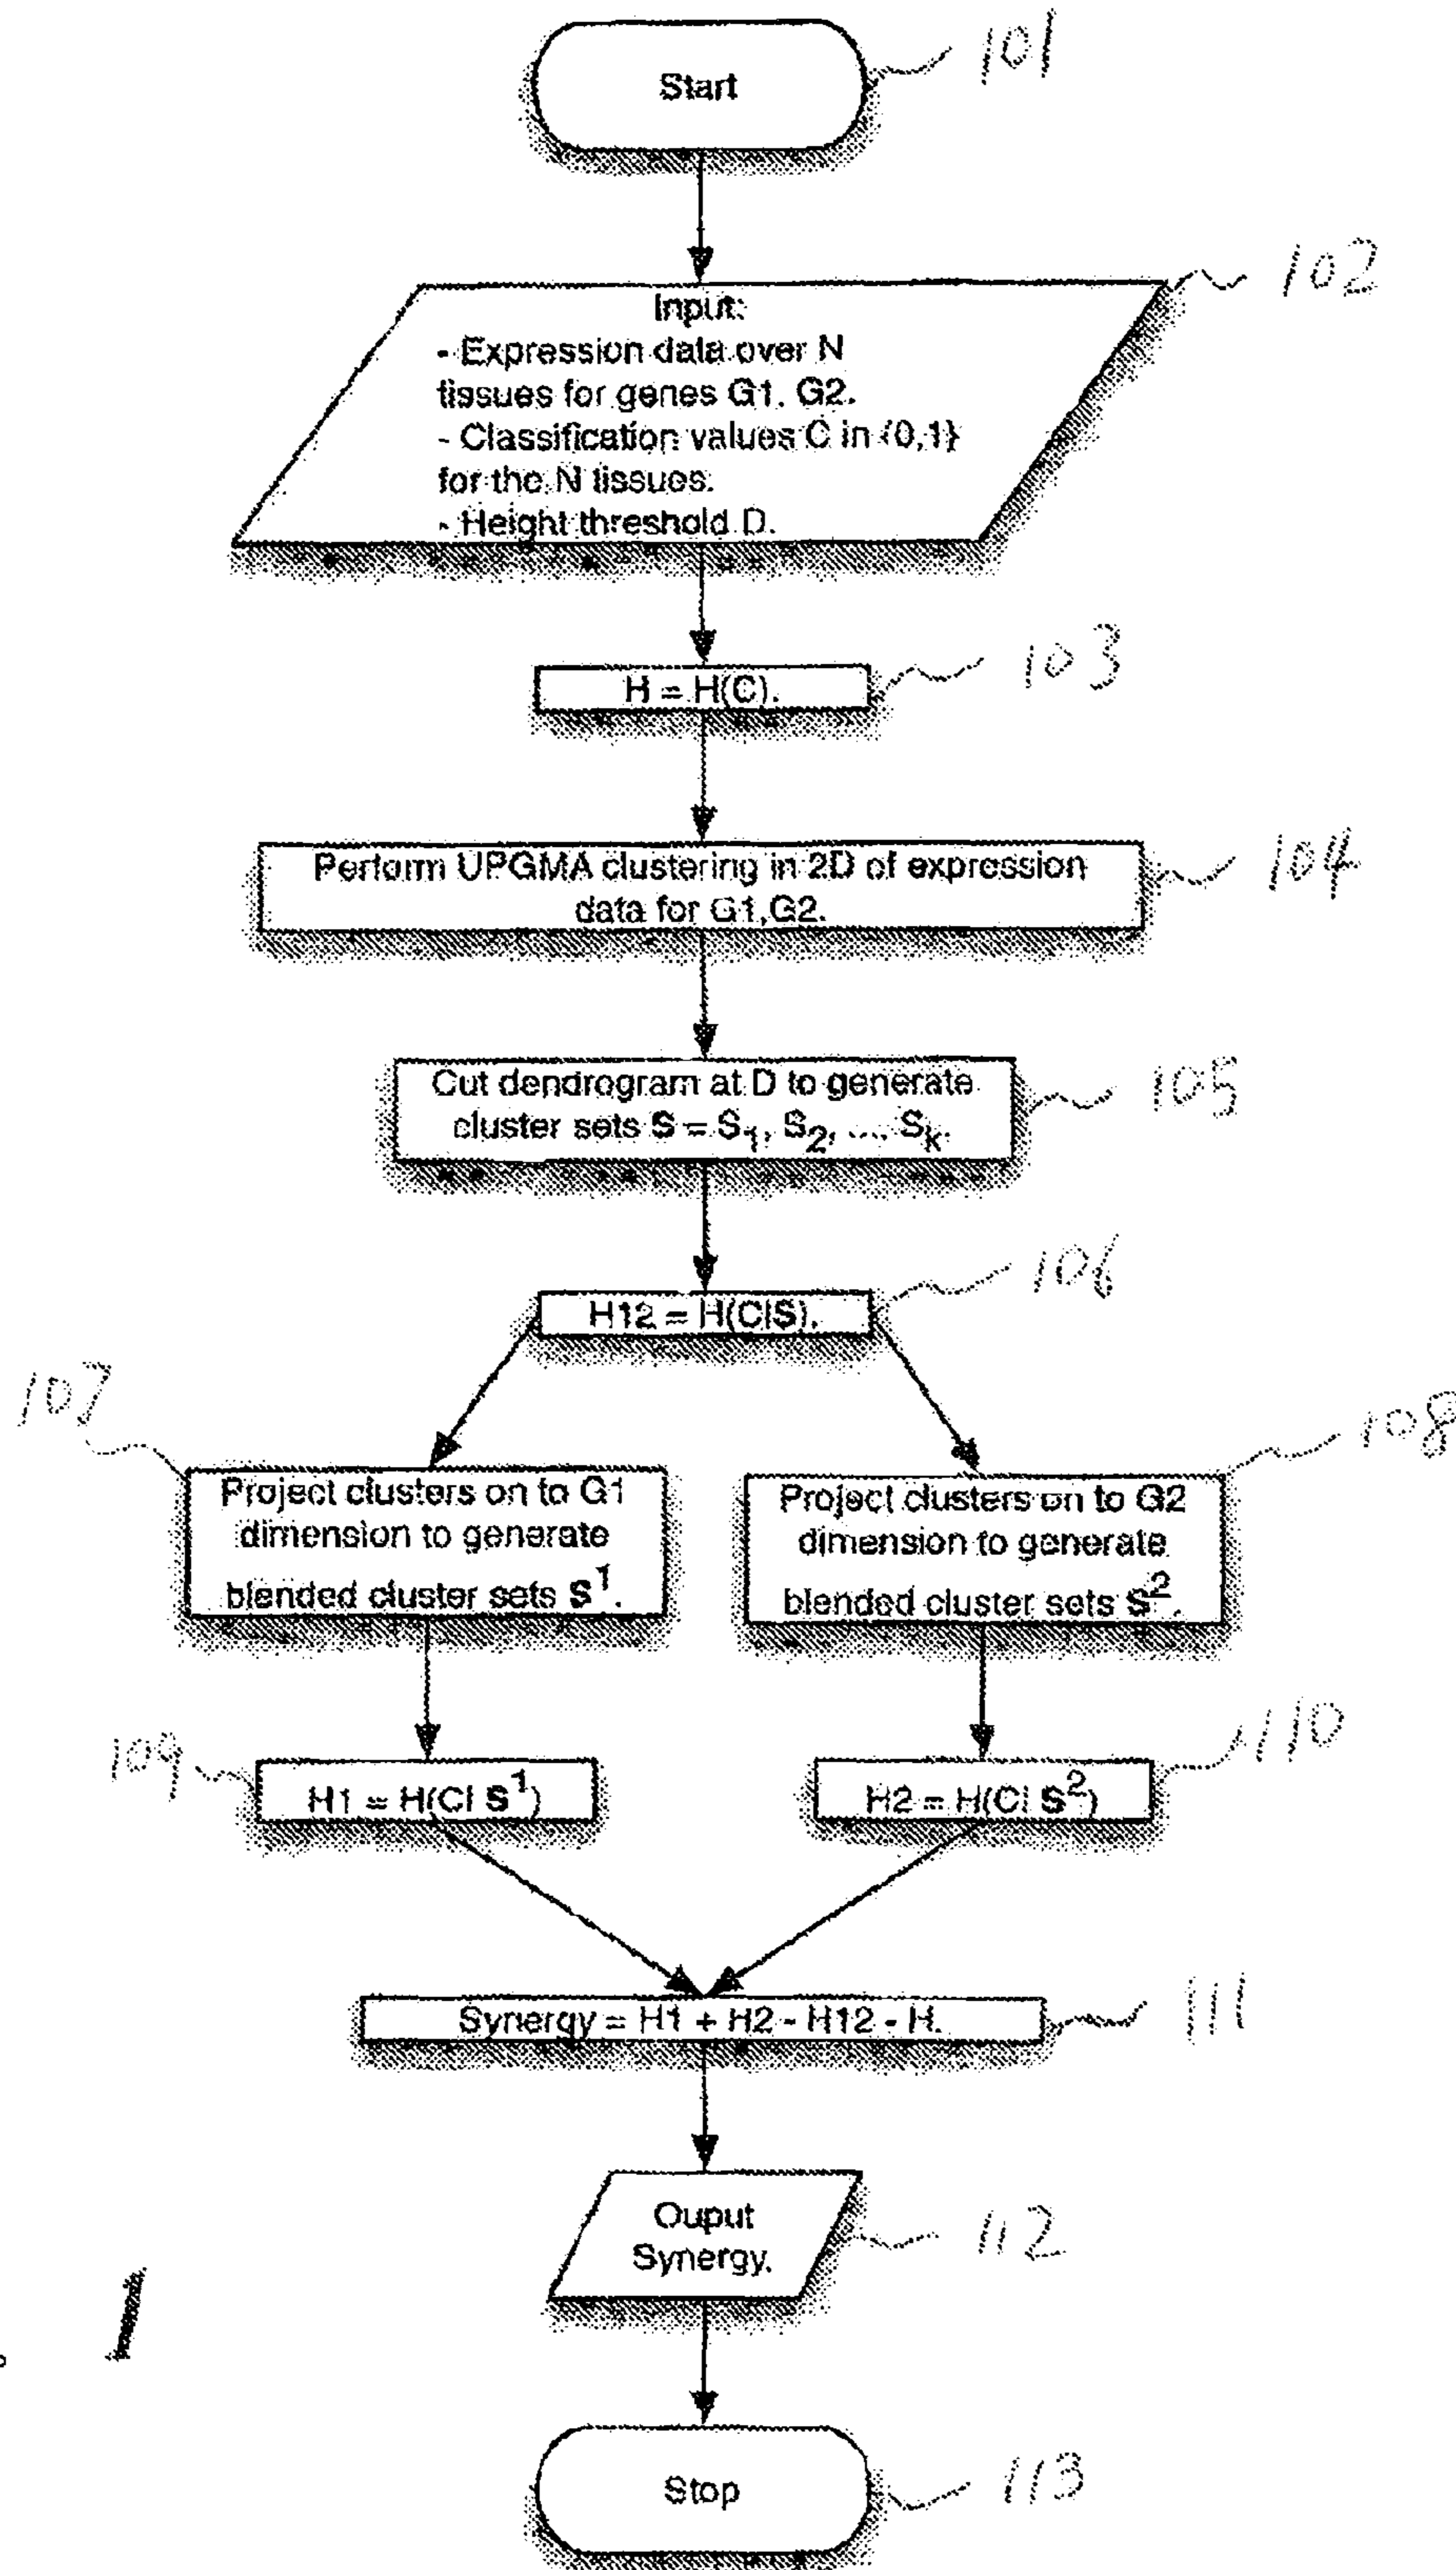 Start
101
Input:
- Expression data over N
tissues for genes G1, G2.
- Classification values C in {0,1}
for the N tissues.
- Height threshold D.
102
H = H(C).
103
Perform UPGMA clustering in 2D of expression
data for G1,G2.
104
Cut dendrogram at D to generate
cluster sets S = S1, S2, ..., Sk.
105
H12 = H(C|S).
106
107
Project clusters on to G1
dimension to generate
blended cluster sets S¹.
108
Project clusters on to G2
dimension to generate
blended cluster sets S².
109
H1 = H(C| S¹)
110
H2 = H(C| S²)
Synergy = H1 + H2 - H12 - H.
111
Ouput
Synergy.
112
. 1
Stop
113